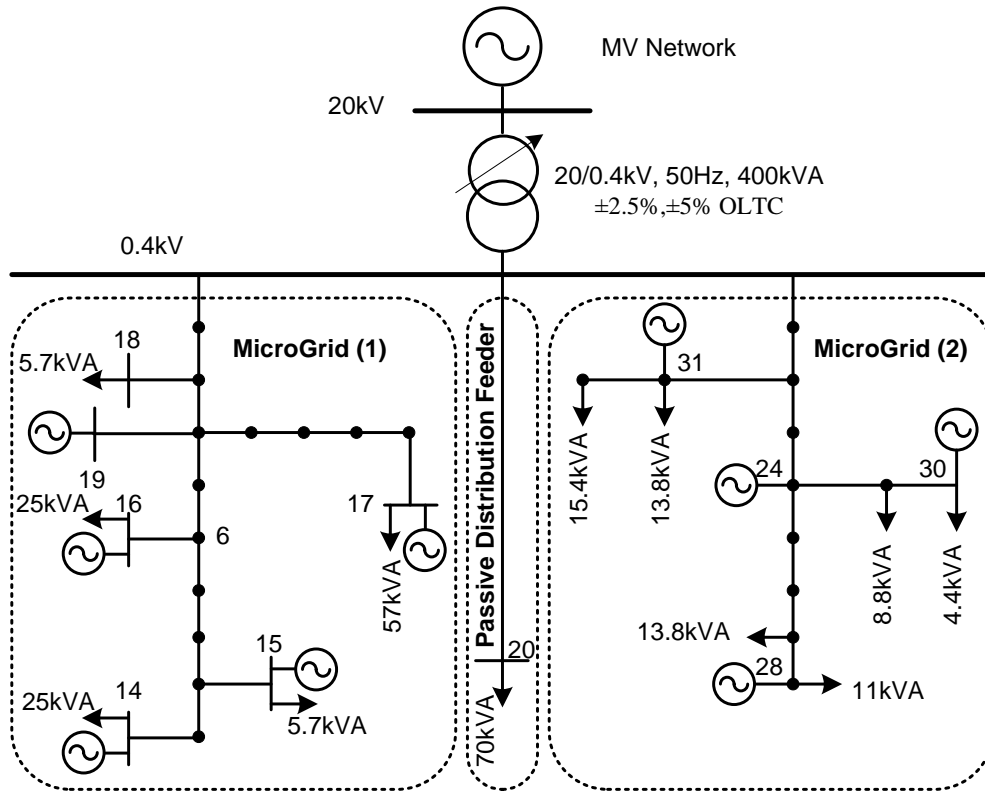 MV Network
20kV
20/0.4kV, 50Hz, 400kVA
±2.5%,±5% OLTC
0.4kV
MicroGrid (1)
18
5.7kVA
19
25kVA
16
6
17
57kVA
15
5.7kVA
14
25kVA
Passive Distribution Feeder
20
70kVA
MicroGrid (2)
31
15.4kVA
13.8kVA
24
30
8.8kVA
4.4kVA
13.8kVA
28
11kVA